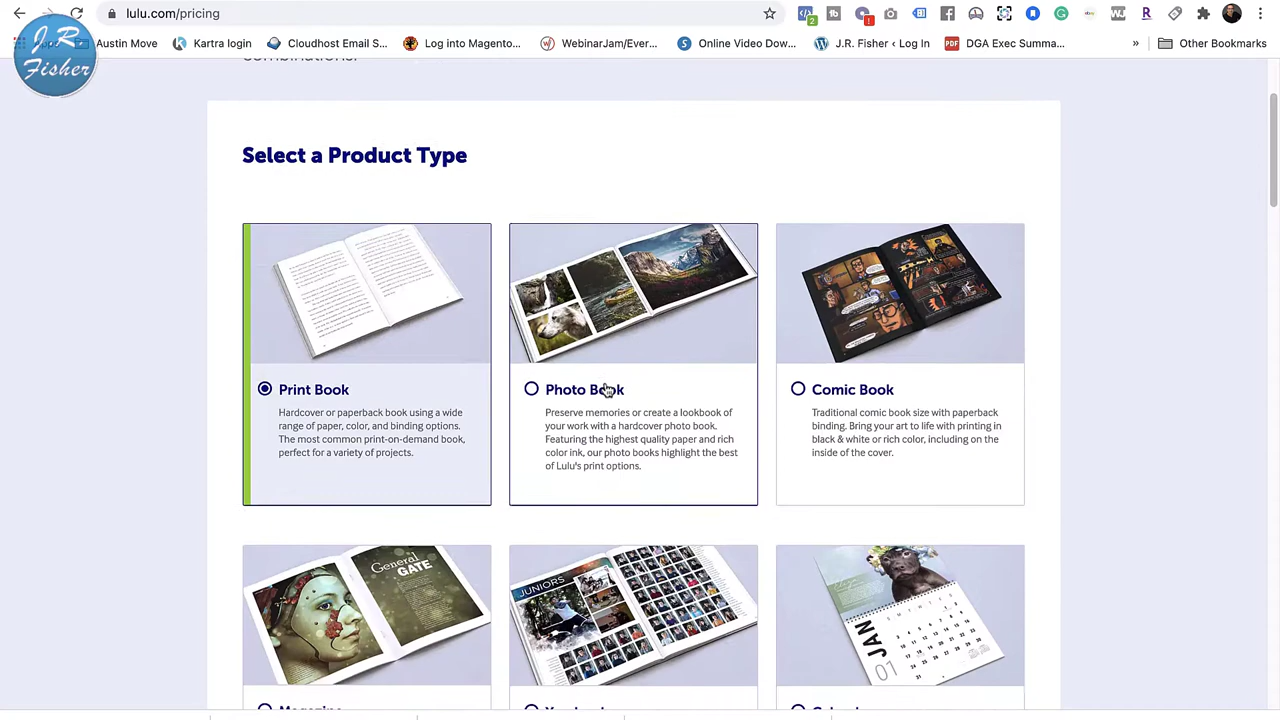 lulu.com/pricing
J.R.
Fisher
Apps
Austin Move
Kartra login
Cloudhost Email S...
Log into Magento...
WebinarJam/Ever...
Online Video Dow...
J.R. Fisher ‹ Log In
PDF
DGA Exec Summa...
»
Other Bookmarks
combinations.
Select a Product Type
Print Book
Hardcover or paperback book using a wide
range of paper, color, and binding options.
The most common print-on-demand book,
perfect for a variety of projects.
Photo Book
Preserve memories or create a lookbook of
your work with a hardcover photo book.
Featuring the highest quality paper and rich
color ink, our photo books highlight the best
of Lulu's print options.
Comic Book
Traditional comic book size with paperback
binding. Bring your art to life with printing in
black & white or rich color, including on the
inside of the cover.
General
GATE
JUNIORS
JAN
01
Magazine
Yearbook
Calendar